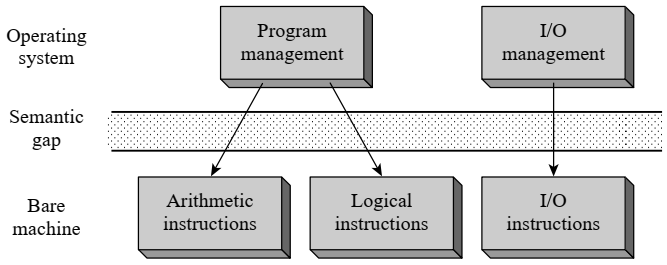 Operating
system
Program
management
I/O
management
Semantic
gap
Bare
machine
Arithmetic
instructions
Logical
instructions
I/O
instructions